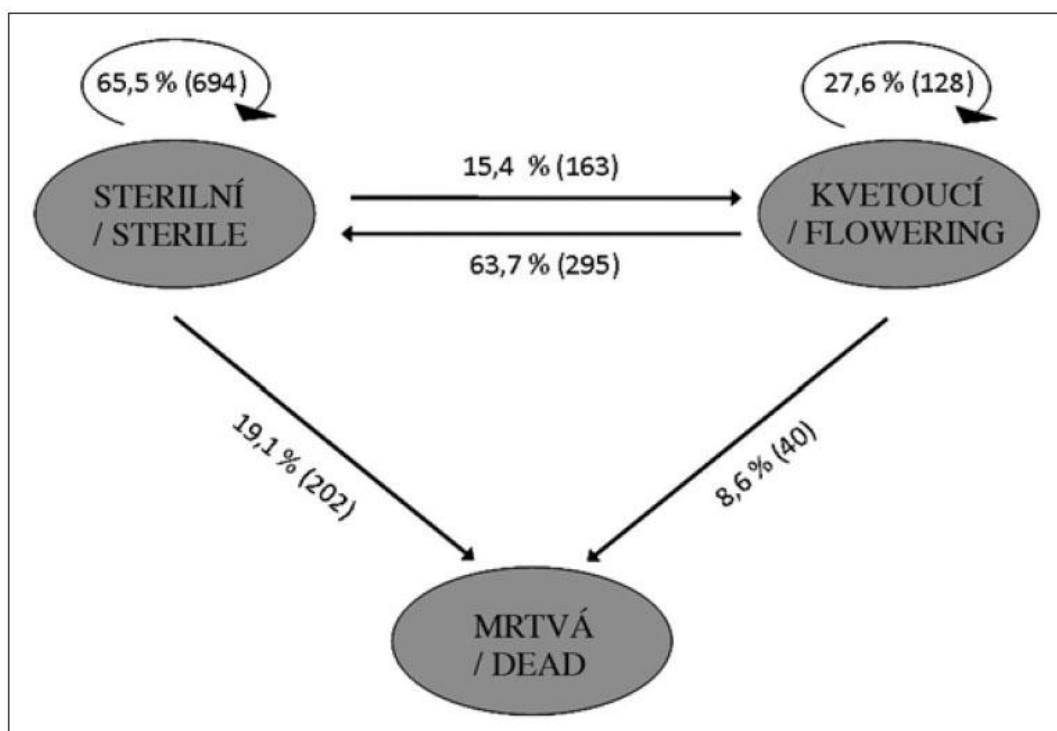 65,5 % (694)
27,6 % (128)
STERILNÍ
/ STERILE
15,4 % (163)
63,7 % (295)
KVETOUCÍ
/ FLOWERING
19,1 % (202)
8,6 % (40)
MRTVÁ
/ DEAD